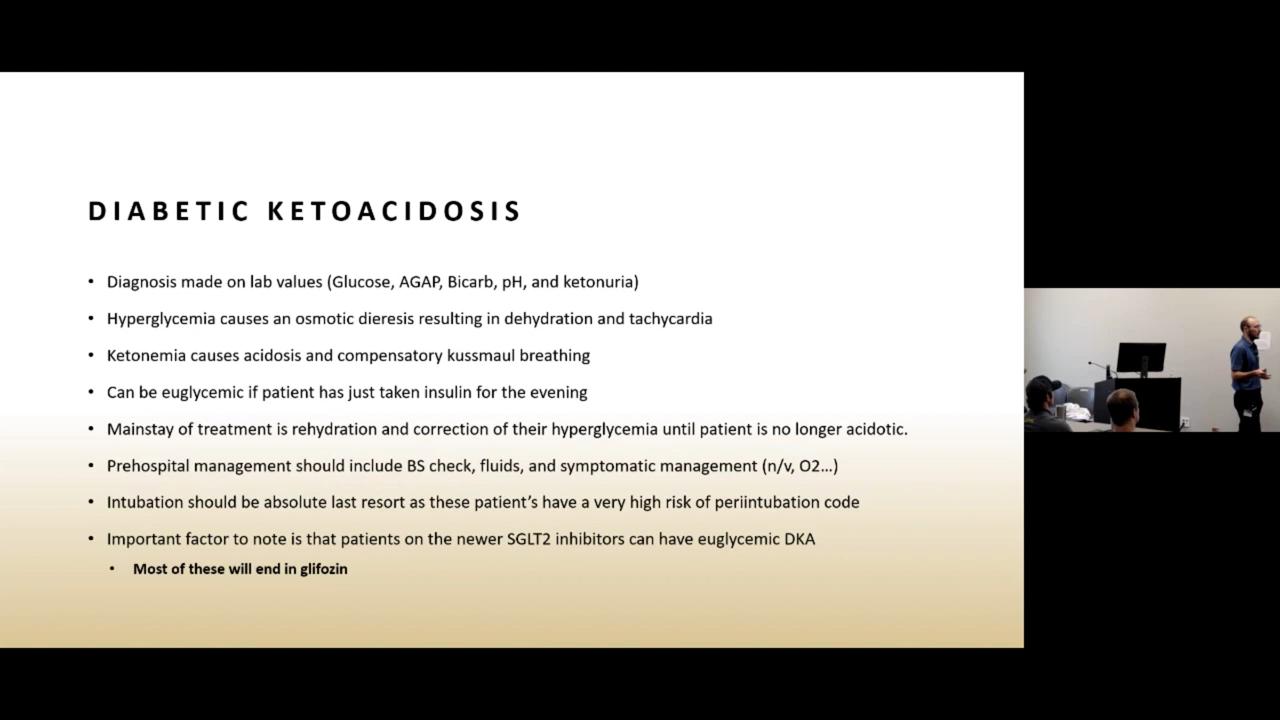 DIABETIC KETOACIDOSIS
• Diagnosis made on lab values (Glucose, AGAP, Bicarb, pH, and ketonuria)
• Hyperglycemia causes an osmotic dieresis resulting in dehydration and tachycardia
• Ketonemia causes acidosis and compensatory kussmaul breathing
• Can be euglycemic if patient has just taken insulin for the evening
• Mainstay of treatment is rehydration and correction of their hyperglycemia until patient is no longer acidotic.
• Prehospital management should include BS check, fluids, and symptomatic management (n/v, O2...)
• Intubation should be absolute last resort as these patient's have a very high risk of periintubation code
• Important factor to note is that patients on the newer SGLT2 inhibitors can have euglycemic DKA
• Most of these will end in glifozin